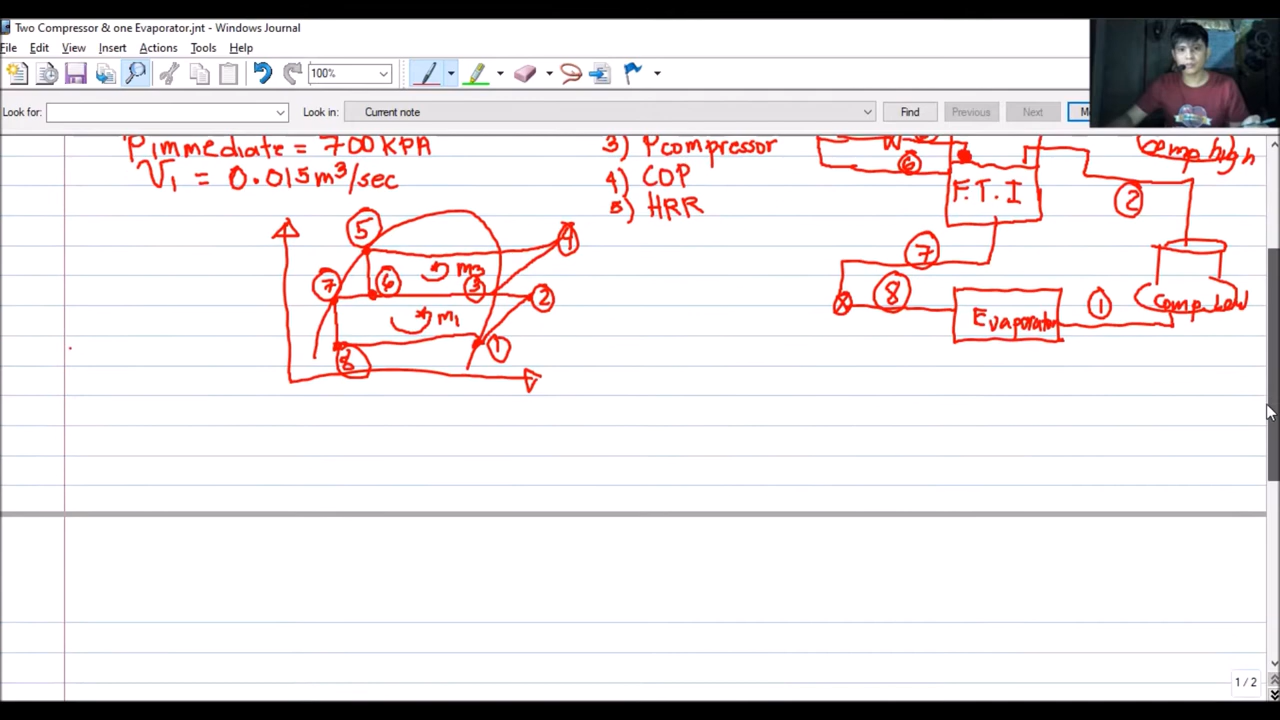 Two Compressor & one Evaporator.jnt - Windows Journal
File Edit View Insert Actions Tools Help
100%
Look for: Look in: Current note Find Previous Next
Pimmediate = 700 KPA
V1 = 0.015m³/sec
3) Pcompressor
4) COP
5) HRR
comp high
6
F.T.I
2
7
8
Evaporator
1
comp Low
5
4
7
6
m2
3
2
m1
8
1
1 / 2